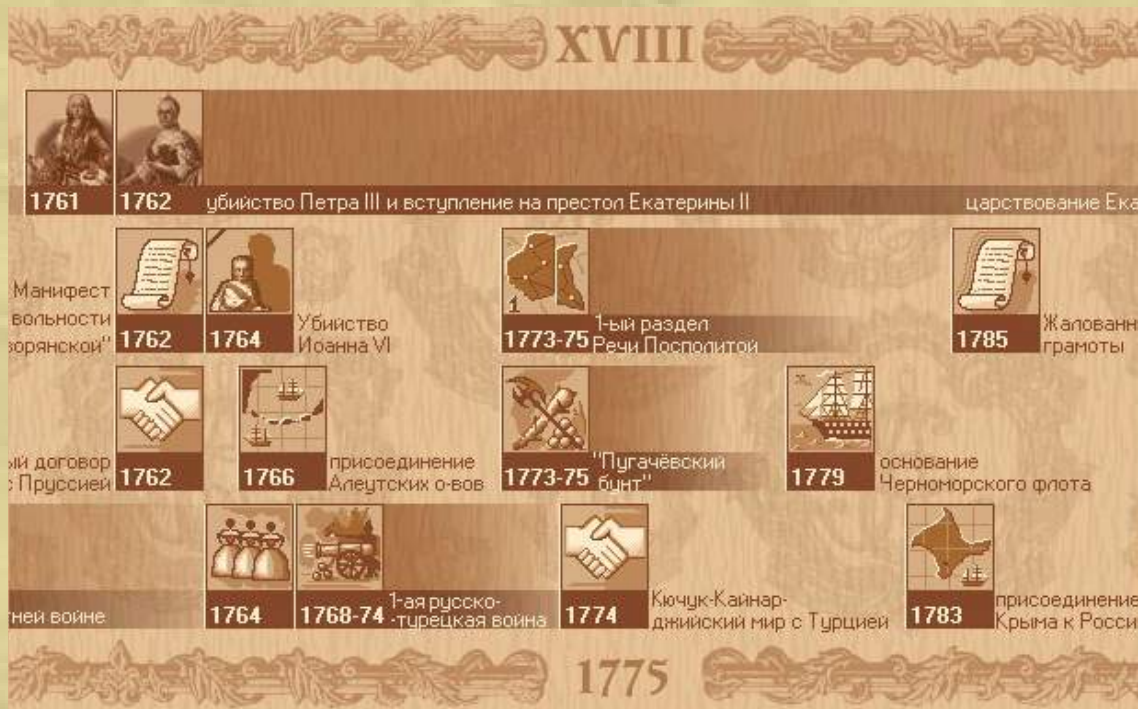 XVIII
1761
1762
убийство Петра III и вступление на престол Екатерины II
царствование Ека
Манифест
вольности
ворянской"
1762
1764
Убийство
Иоанна VI
1
1773-75
1-ый раздел
Речи Посполитой
1785
Жалованн
грамоты
ый договор
с Пруссией
1762
1766
присоединение
Алеутских о-вов
1773-75
"Пугачёвский
бунт"
1779
основание
Черноморского флота
ней войне
1764
1768-74
1-ая русско-
-турецкая война
1774
Кючук-Кайнар-
джийский мир с Турцией
1783
присоединение
Крыма к Росси
1775